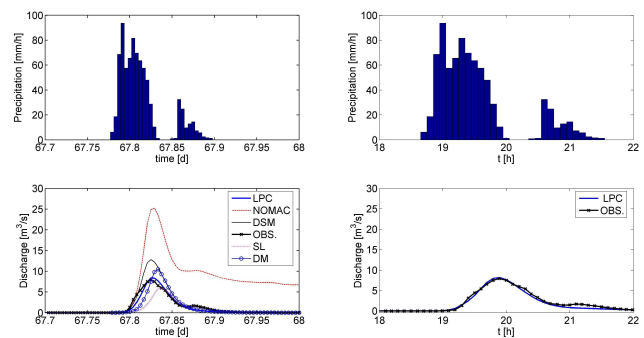 100
80
60
40
20
0
Precipitation [mm/h]
67.7 67.75 67.8 67.85 67.9 67.95 68
time [d]
100
80
60
40
20
0
Precipitation [mm/h]
18 19 20 21 22
t [h]
30
25
20
15
10
5
0
Discharge [m³/s]
LPC
NOMAC
DSM
OBS.
SL
DM
67.7 67.75 67.8 67.85 67.9 67.95 68
time [d]
30
25
20
15
10
5
0
Discharge [m³/s]
LPC
OBS.
18 19 20 21 22
t [h]